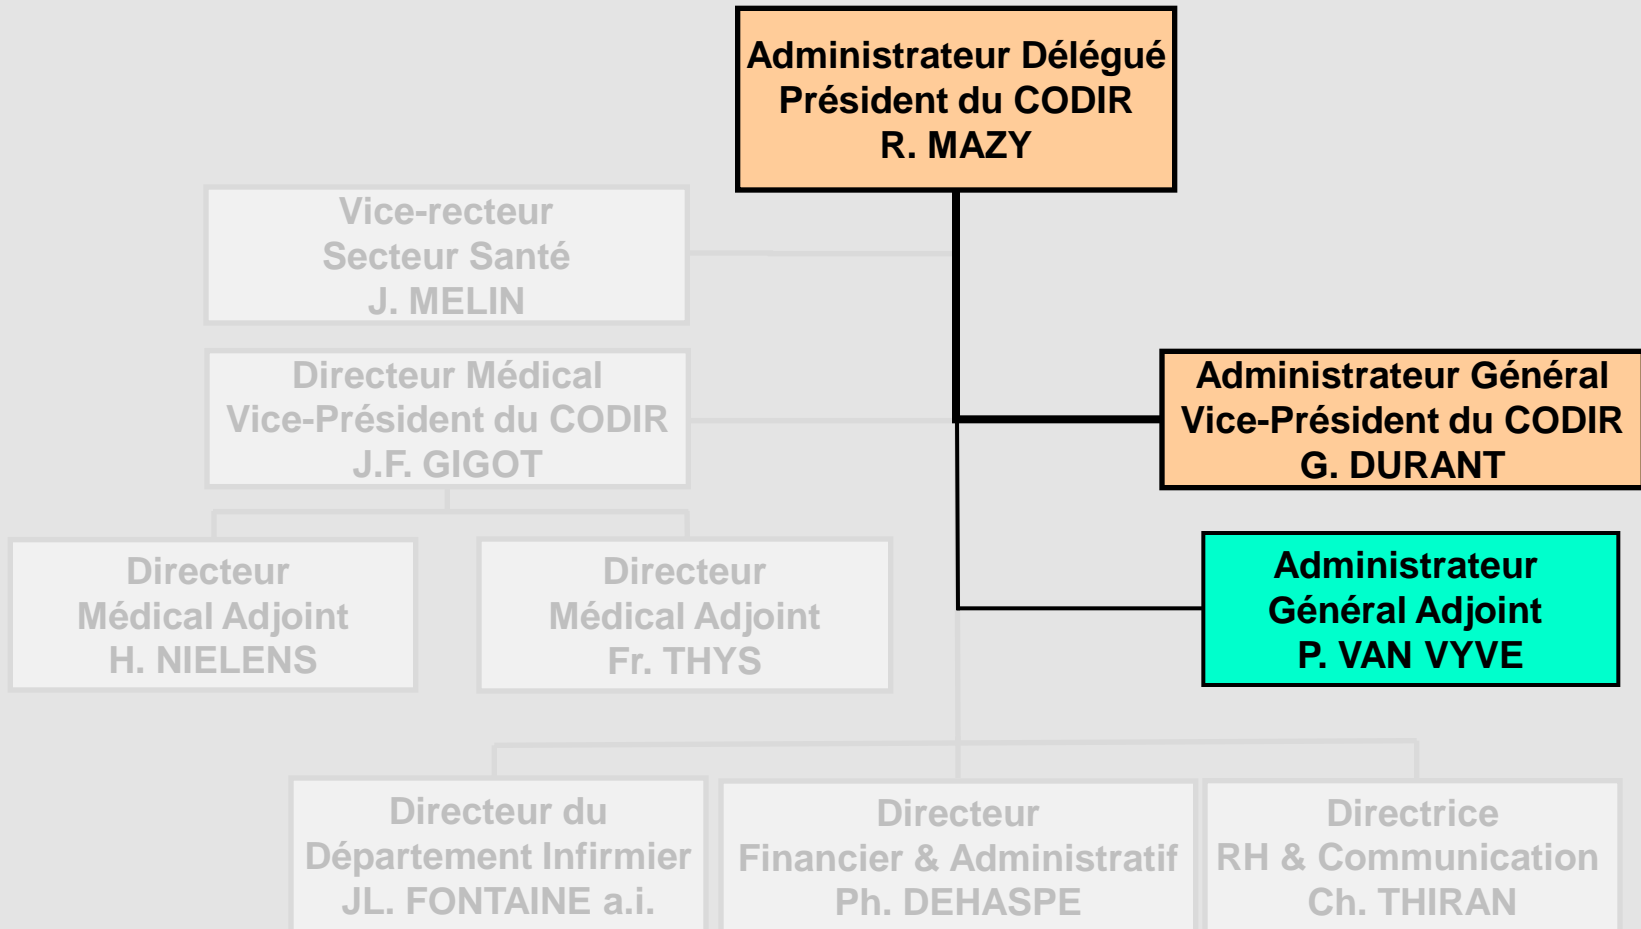 Administrateur Délégué
Président du CODIR
R. MAZY
Vice-recteur
Secteur Santé
J. MELIN
Directeur Médical
Vice-Président du CODIR
J.F. GIGOT
Administrateur Général
Vice-Président du CODIR
G. DURANT
Directeur
Médical Adjoint
H. NIELENS
Directeur
Médical Adjoint
Fr. THYS
Administrateur
Général Adjoint
P. VAN VYVE
Directeur du
Département Infirmier
JL. FONTAINE a.i.
Directeur
Financier & Administratif
Ph. DEHASPE
Directrice
RH & Communication
Ch. THIRAN